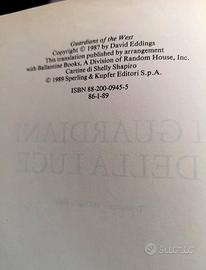 Guardians of the West
Copyright © 1987 by David Eddings
This translation published by arrangement
with Ballantine Books, A Division of Random House, Inc.
Cartine di Shelly Shapiro
© 1989 Sperling & Kupfer Editori S.p.A.
ISBN 88-200-0945-5
86-I-89
I GUARDIANI
DELLA LUCE
SUBITO.it